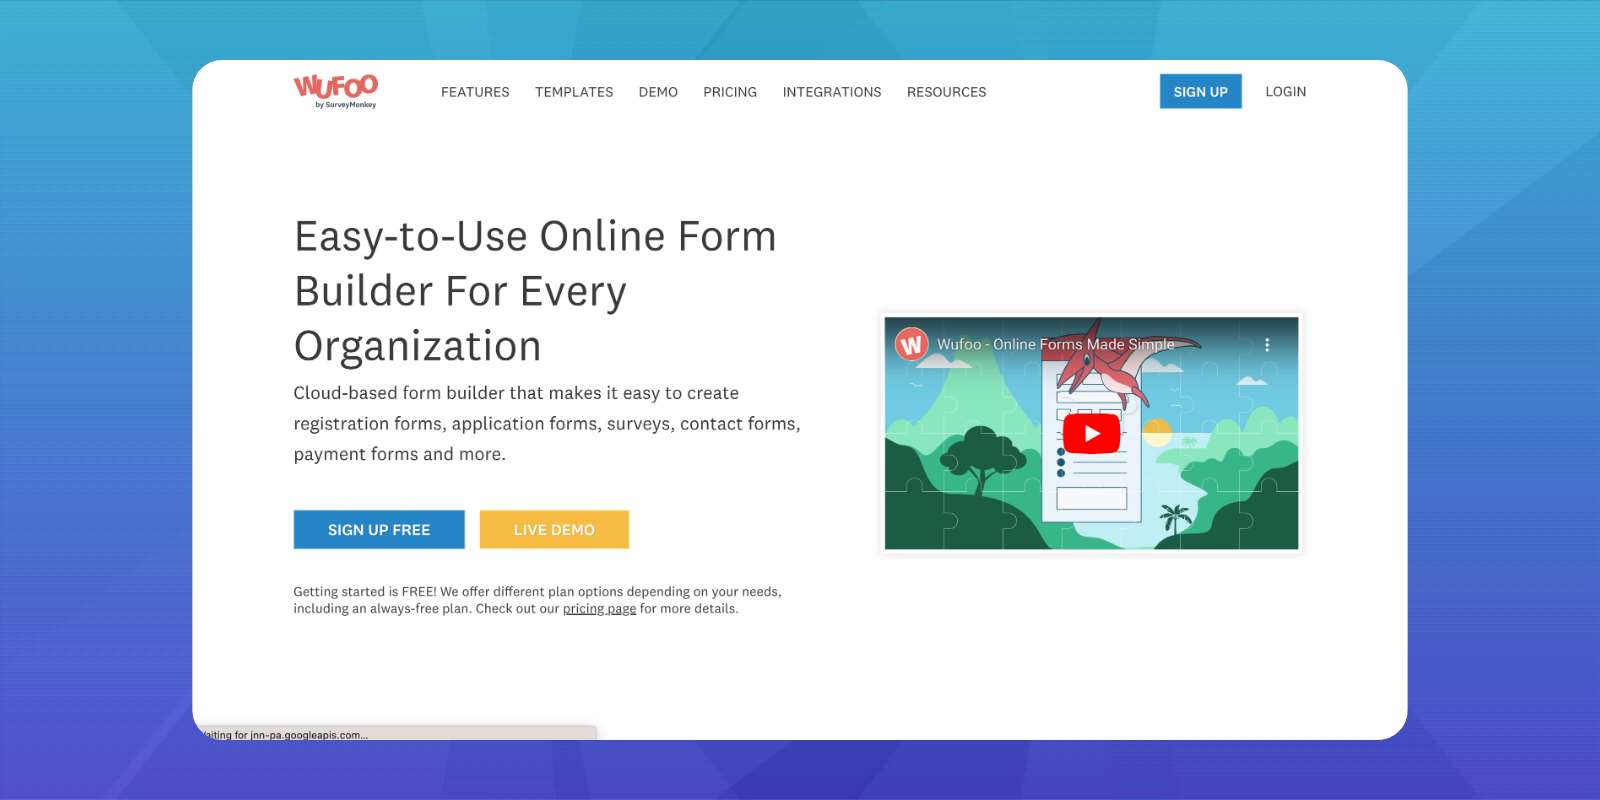 WUFOO
by SurveyMonkey
FEATURES TEMPLATES DEMO PRICING INTEGRATIONS RESOURCES
SIGN UP LOGIN
Easy-to-Use Online Form
Builder For Every
Organization
Cloud-based form builder that makes it easy to create
registration forms, application forms, surveys, contact forms,
payment forms and more.
SIGN UP FREE LIVE DEMO
Getting started is FREE! We offer different plan options depending on your needs,
including an always-free plan. Check out our pricing page for more details.
W Wufoo - Online Forms Made Simple
for jnn-pa.googleapis.com...